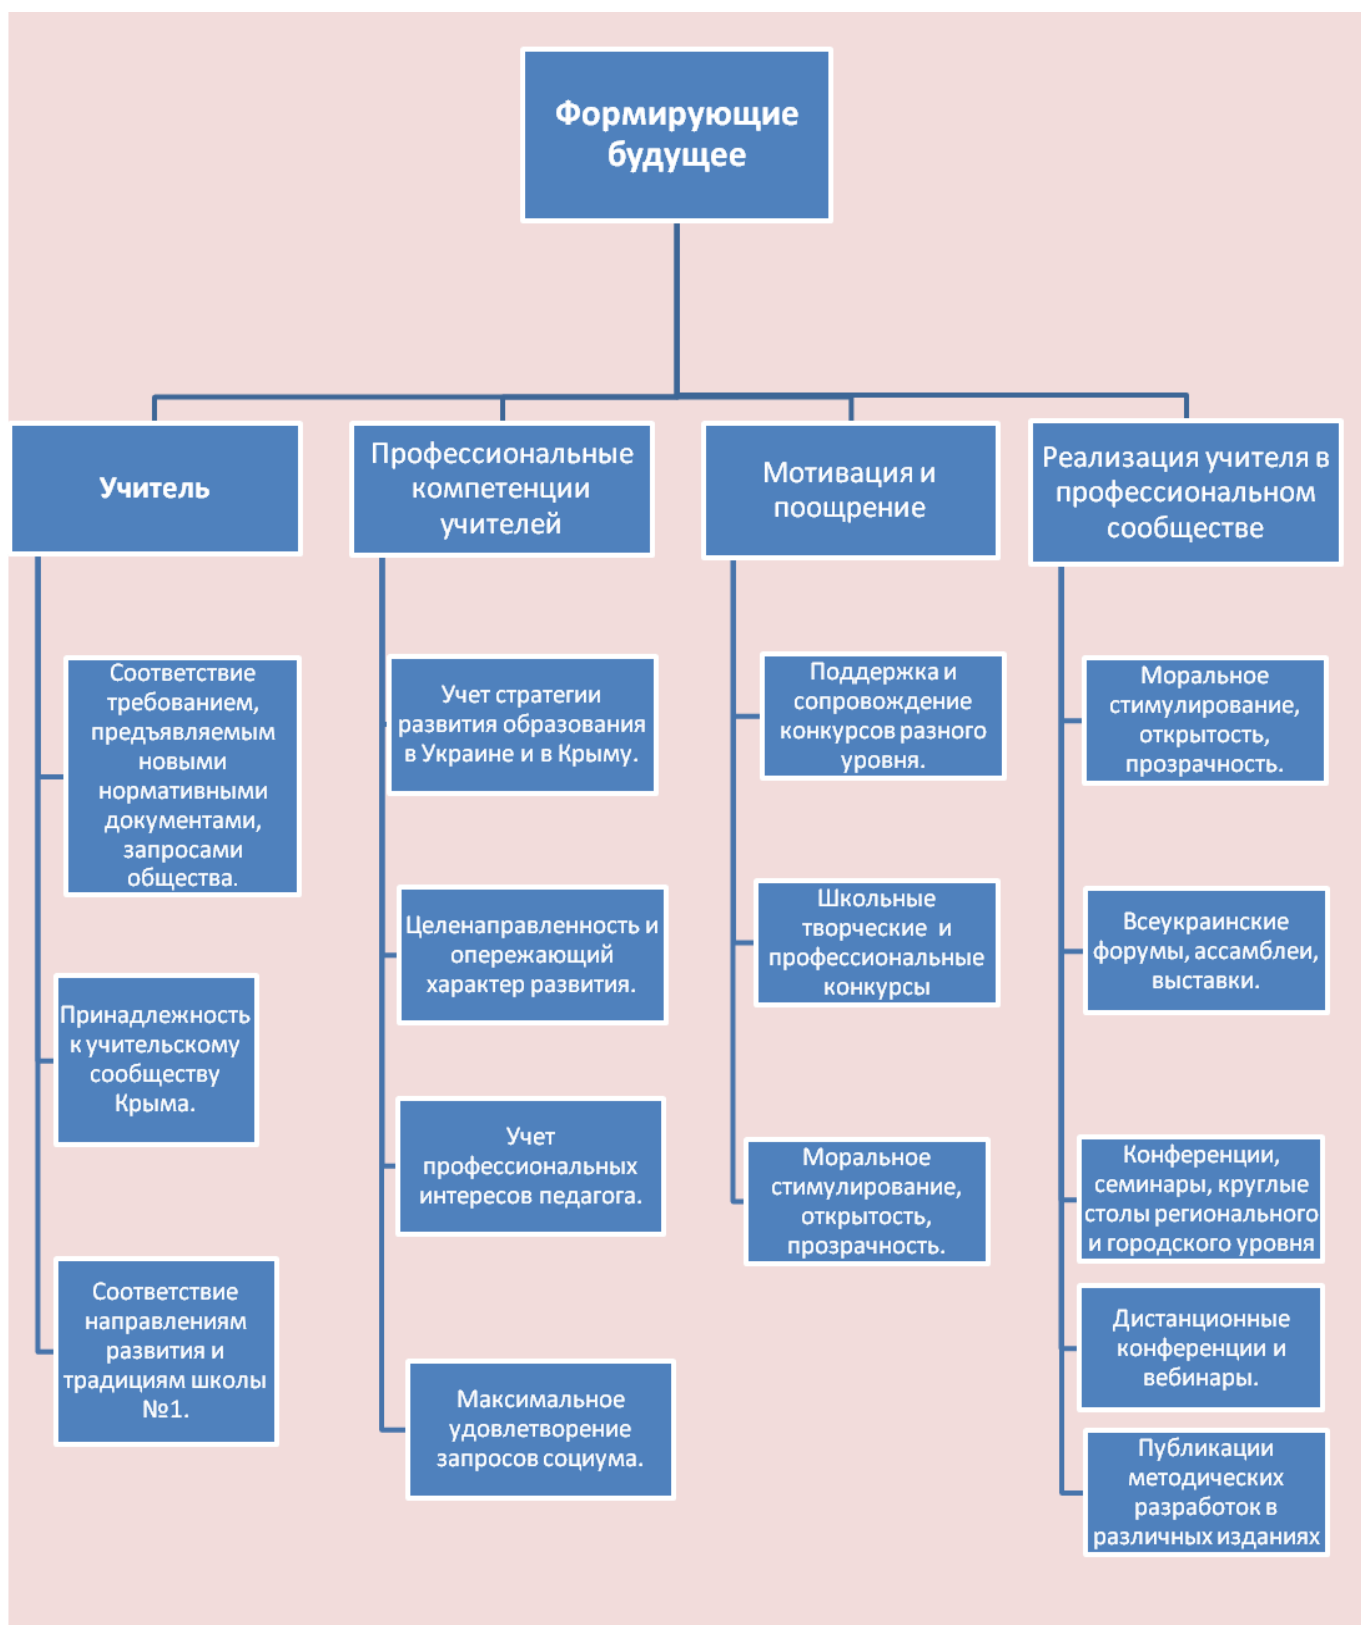 Формирующие
будущее
Учитель
Соответствие
требованием,
предъявляемым
новыми
нормативными
документами,
запросами
общества.
Принадлежность
к учительскому
сообществу
Крыма.
Соответствие
направлениям
развития и
традициям школы
№1.
Профессиональные
компетенции
учителей
Учет стратегии
развития образования
в Украине и в Крыму.
Целенаправленность и
опережающий
характер развития.
Учет
профессиональных
интересов педагога.
Максимальное
удовлетворение
запросов социума.
Мотивация и
поощрение
Поддержка и
сопровождение
конкурсов разного
уровня.
Школьные
творческие и
профессиональные
конкурсы
Моральное
стимулирование,
открытость,
прозрачность.
Реализация учителя в
профессиональном
сообществе
Моральное
стимулирование,
открытость,
прозрачность.
Всеукраинские
форумы, ассамблеи,
выставки.
Конференции,
семинары, круглые
столы регионального
и городского уровня
Дистанционные
конференции и
вебинары.
Публикации
методических
разработок в
различных изданиях